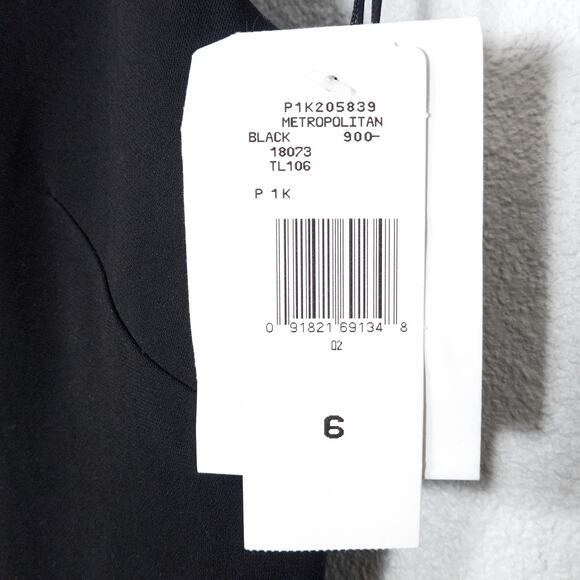 P1K205839
METROPOLITAN
BLACK 900-
18073
TL106
P 1K
0 91821 69134 8
02
6